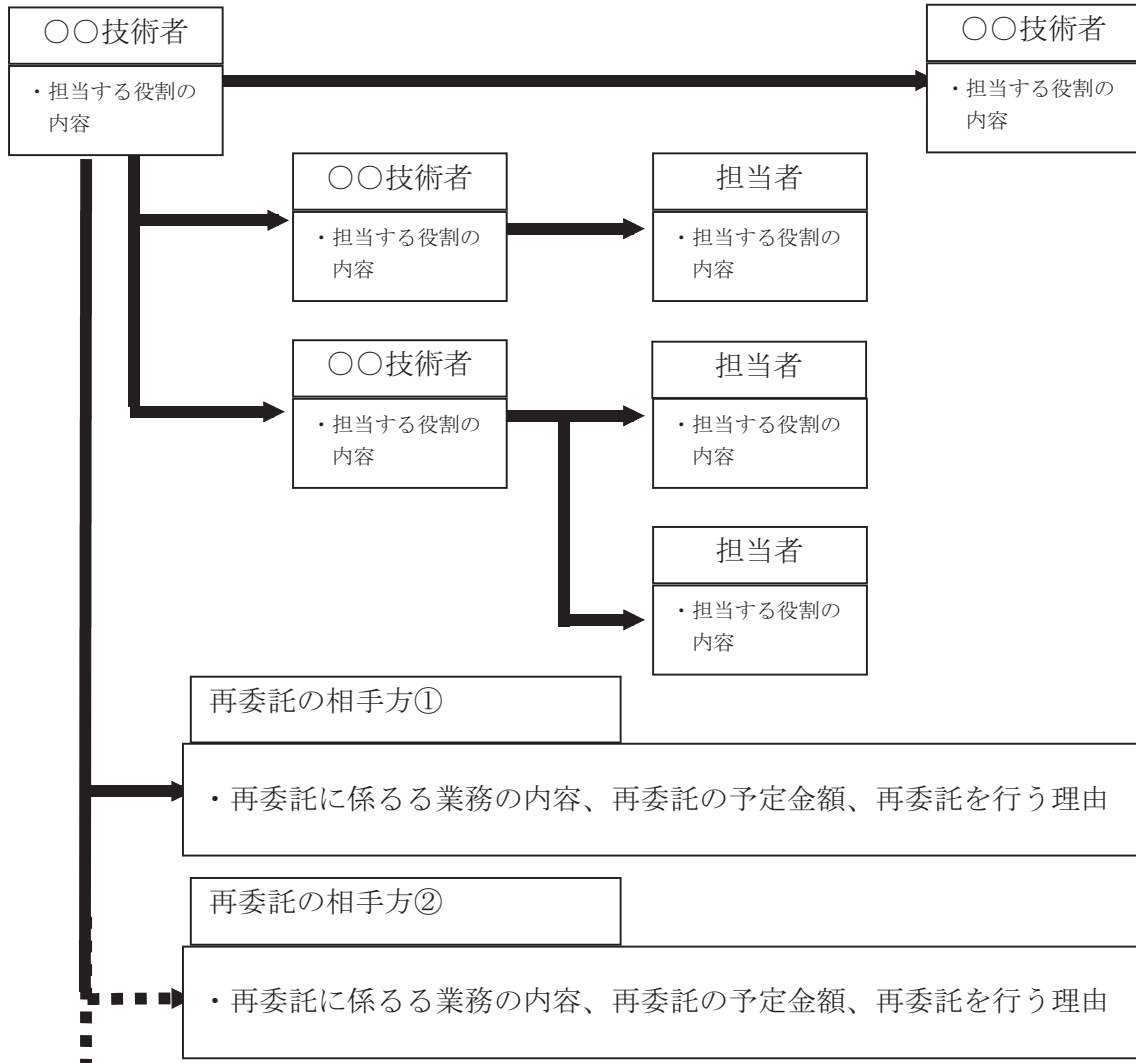 ○○技術者
・担当する役割の
内容
○○技術者
・担当する役割の
内容
○○技術者
・担当する役割の
内容
担当者
・担当する役割の
内容
○○技術者
・担当する役割の
内容
担当者
・担当する役割の
内容
担当者
・担当する役割の
内容
再委託の相手方①
・再委託に係るる業務の内容、再委託の予定金額、再委託を行う理由
再委託の相手方②
・再委託に係るる業務の内容、再委託の予定金額、再委託を行う理由